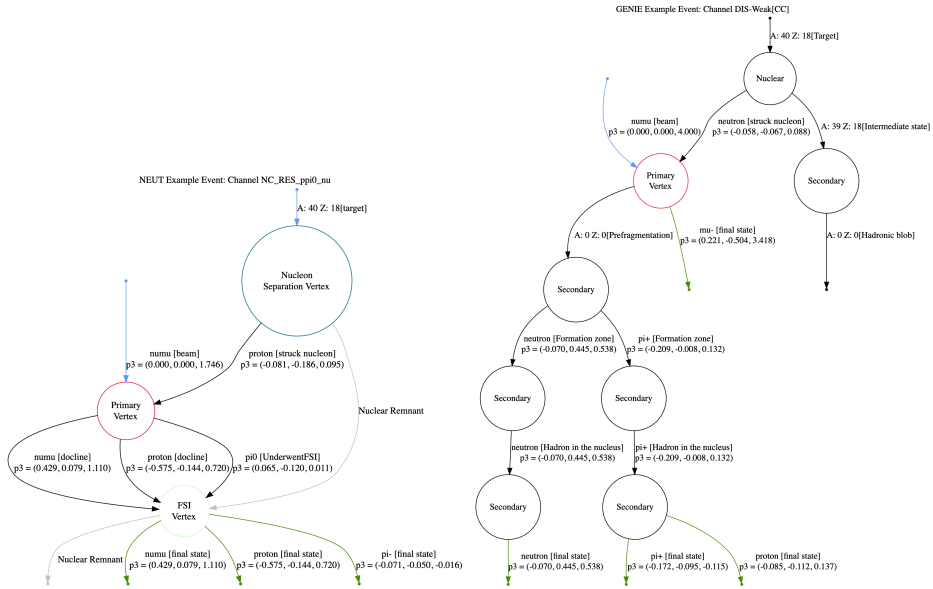 NEUT Example Event: Channel NC_RES_ppi0_nu
A: 40 Z: 18[target]
Nucleon
Separation Vertex
numu [beam]
p3 = (0.000, 0.000, 1.746)
proton [struck nucleon]
p3 = (-0.081, -0.186, 0.095)
Primary
Vertex
Nuclear Remnant
numu [docline]
p3 = (0.429, 0.079, 1.110)
proton [docline]
p3 = (-0.575, -0.144, 0.720)
pi0 [UnderwentFSI]
p3 = (0.065, -0.120, 0.011)
FSI
Vertex
Nuclear Remnant
numu [final state]
p3 = (0.429, 0.079, 1.110)
proton [final state]
p3 = (-0.575, -0.144, 0.720)
pi- [final state]
p3 = (-0.071, -0.050, -0.016)
GENIE Example Event: Channel DIS-Weak[CC]
A: 40 Z: 18[Target]
Nuclear
numu [beam]
p3 = (0.000, 0.000, 4.000)
neutron [struck nucleon]
p3 = (-0.058, -0.067, 0.088)
A: 39 Z: 18[Intermediate state]
Primary
Vertex
Secondary
A: 0 Z: 0[Prefragmentation]
mu- [final state]
p3 = (0.221, -0.504, 3.418)
A: 0 Z: 0[Hadronic blob]
Secondary
neutron [Formation zone]
p3 = (-0.070, 0.445, 0.538)
pi+ [Formation zone]
p3 = (-0.209, -0.008, 0.132)
Secondary
Secondary
neutron [Hadron in the nucleus]
p3 = (-0.070, 0.445, 0.538)
pi+ [Hadron in the nucleus]
p3 = (-0.209, -0.008, 0.132)
Secondary
Secondary
neutron [final state]
p3 = (-0.070, 0.445, 0.538)
pi+ [final state]
p3 = (-0.172, -0.095, -0.115)
proton [final state]
p3 = (-0.085, -0.112, 0.137)